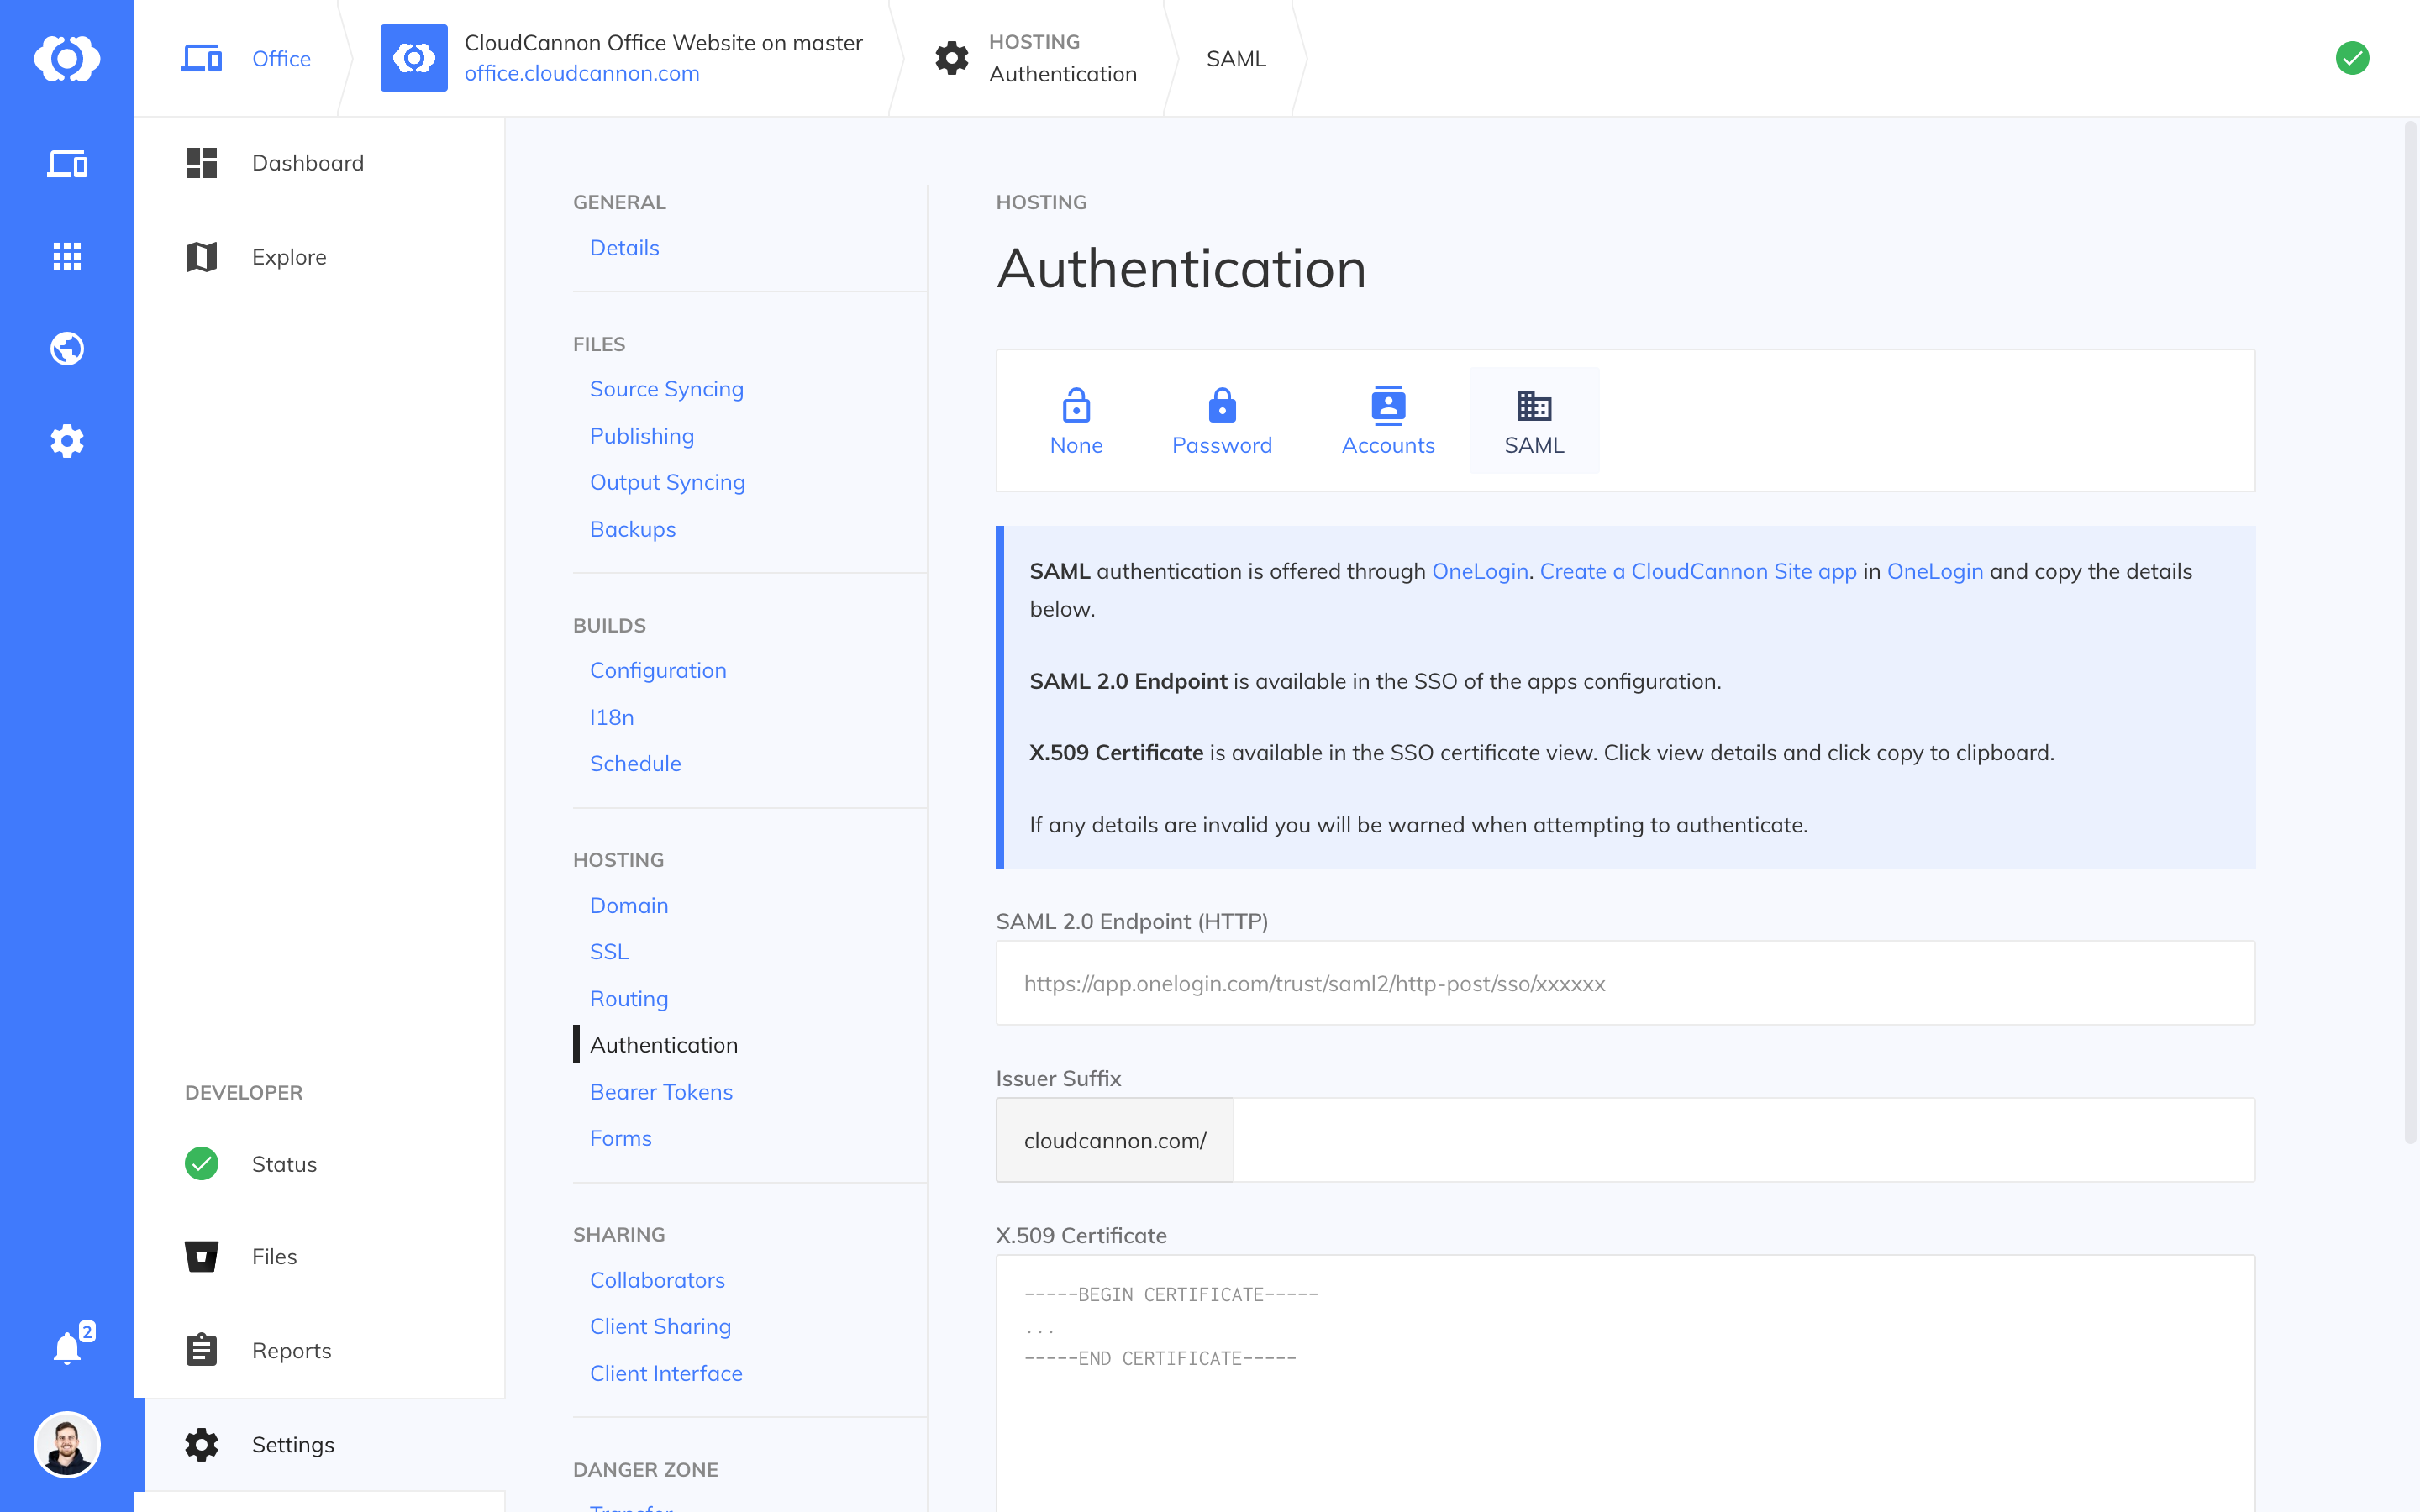 Office
CloudCannon Office Website on master
office.cloudcannon.com
HOSTING
Authentication
SAML
Dashboard
Explore
DEVELOPER
Status
Files
Reports
Settings
2
GENERAL
Details
FILES
Source Syncing
Publishing
Output Syncing
Backups
BUILDS
Configuration
I18n
Schedule
HOSTING
Domain
SSL
Routing
Authentication
Bearer Tokens
Forms
SHARING
Collaborators
Client Sharing
Client Interface
DANGER ZONE
Transfer
HOSTING
Authentication
None
Password
Accounts
SAML
SAML authentication is offered through OneLogin. Create a CloudCannon Site app in OneLogin and copy the details
below.
SAML 2.0 Endpoint is available in the SSO of the apps configuration.
X.509 Certificate is available in the SSO certificate view. Click view details and click copy to clipboard.
If any details are invalid you will be warned when attempting to authenticate.
SAML 2.0 Endpoint (HTTP)
https://app.onelogin.com/trust/saml2/http-post/sso/xxxxxx
Issuer Suffix
cloudcannon.com/
X.509 Certificate
-----BEGIN CERTIFICATE-----
...
-----END CERTIFICATE-----